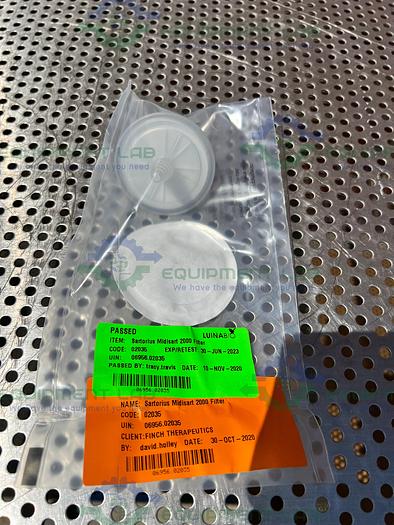 EQUIPMENT LAB
We have the equipment you need.
PASSED
LUINABIO
ITEM: Sartorius Midisart 2000 Filter
CODE: 02035 EXPIRETEST: 30-JUN-2023
UIN: 06956.02035
PASSED BY: tracy.travis DATE: 10-NOV-2020
06956.02035
NAME: Sartorius Midisart 2000 Filter
CODE: 02035
UIN: 06956.02035
CLIENT: FINCH THERAPEUTICS
BY: david.holley DATE: 30-OCT-2020
06956.02035